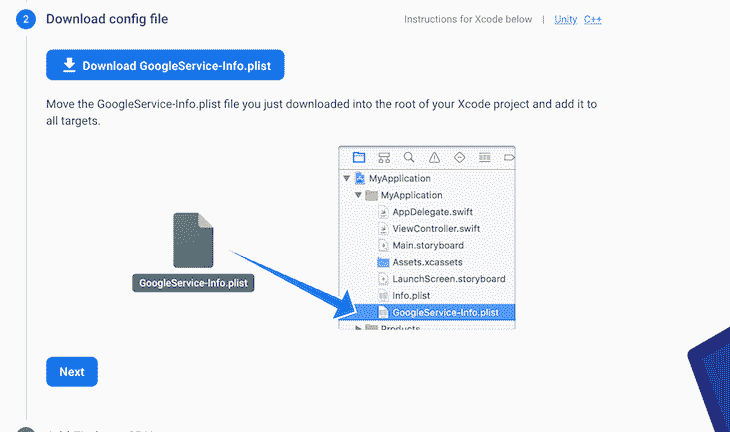 2 Download config file Instructions for Xcode below | Unity C++
Download GoogleService-Info.plist
Move the GoogleService-Info.plist file you just downloaded into the root of your Xcode project and add it to
all targets.
MyApplication
MyApplication
AppDelegate.swift
ViewController.swift
Main.storyboard
Assets.xcassets
LaunchScreen.storyboard
Info.plist
GoogleService-Info.plist
Products
GoogleService-Info.plist
Next